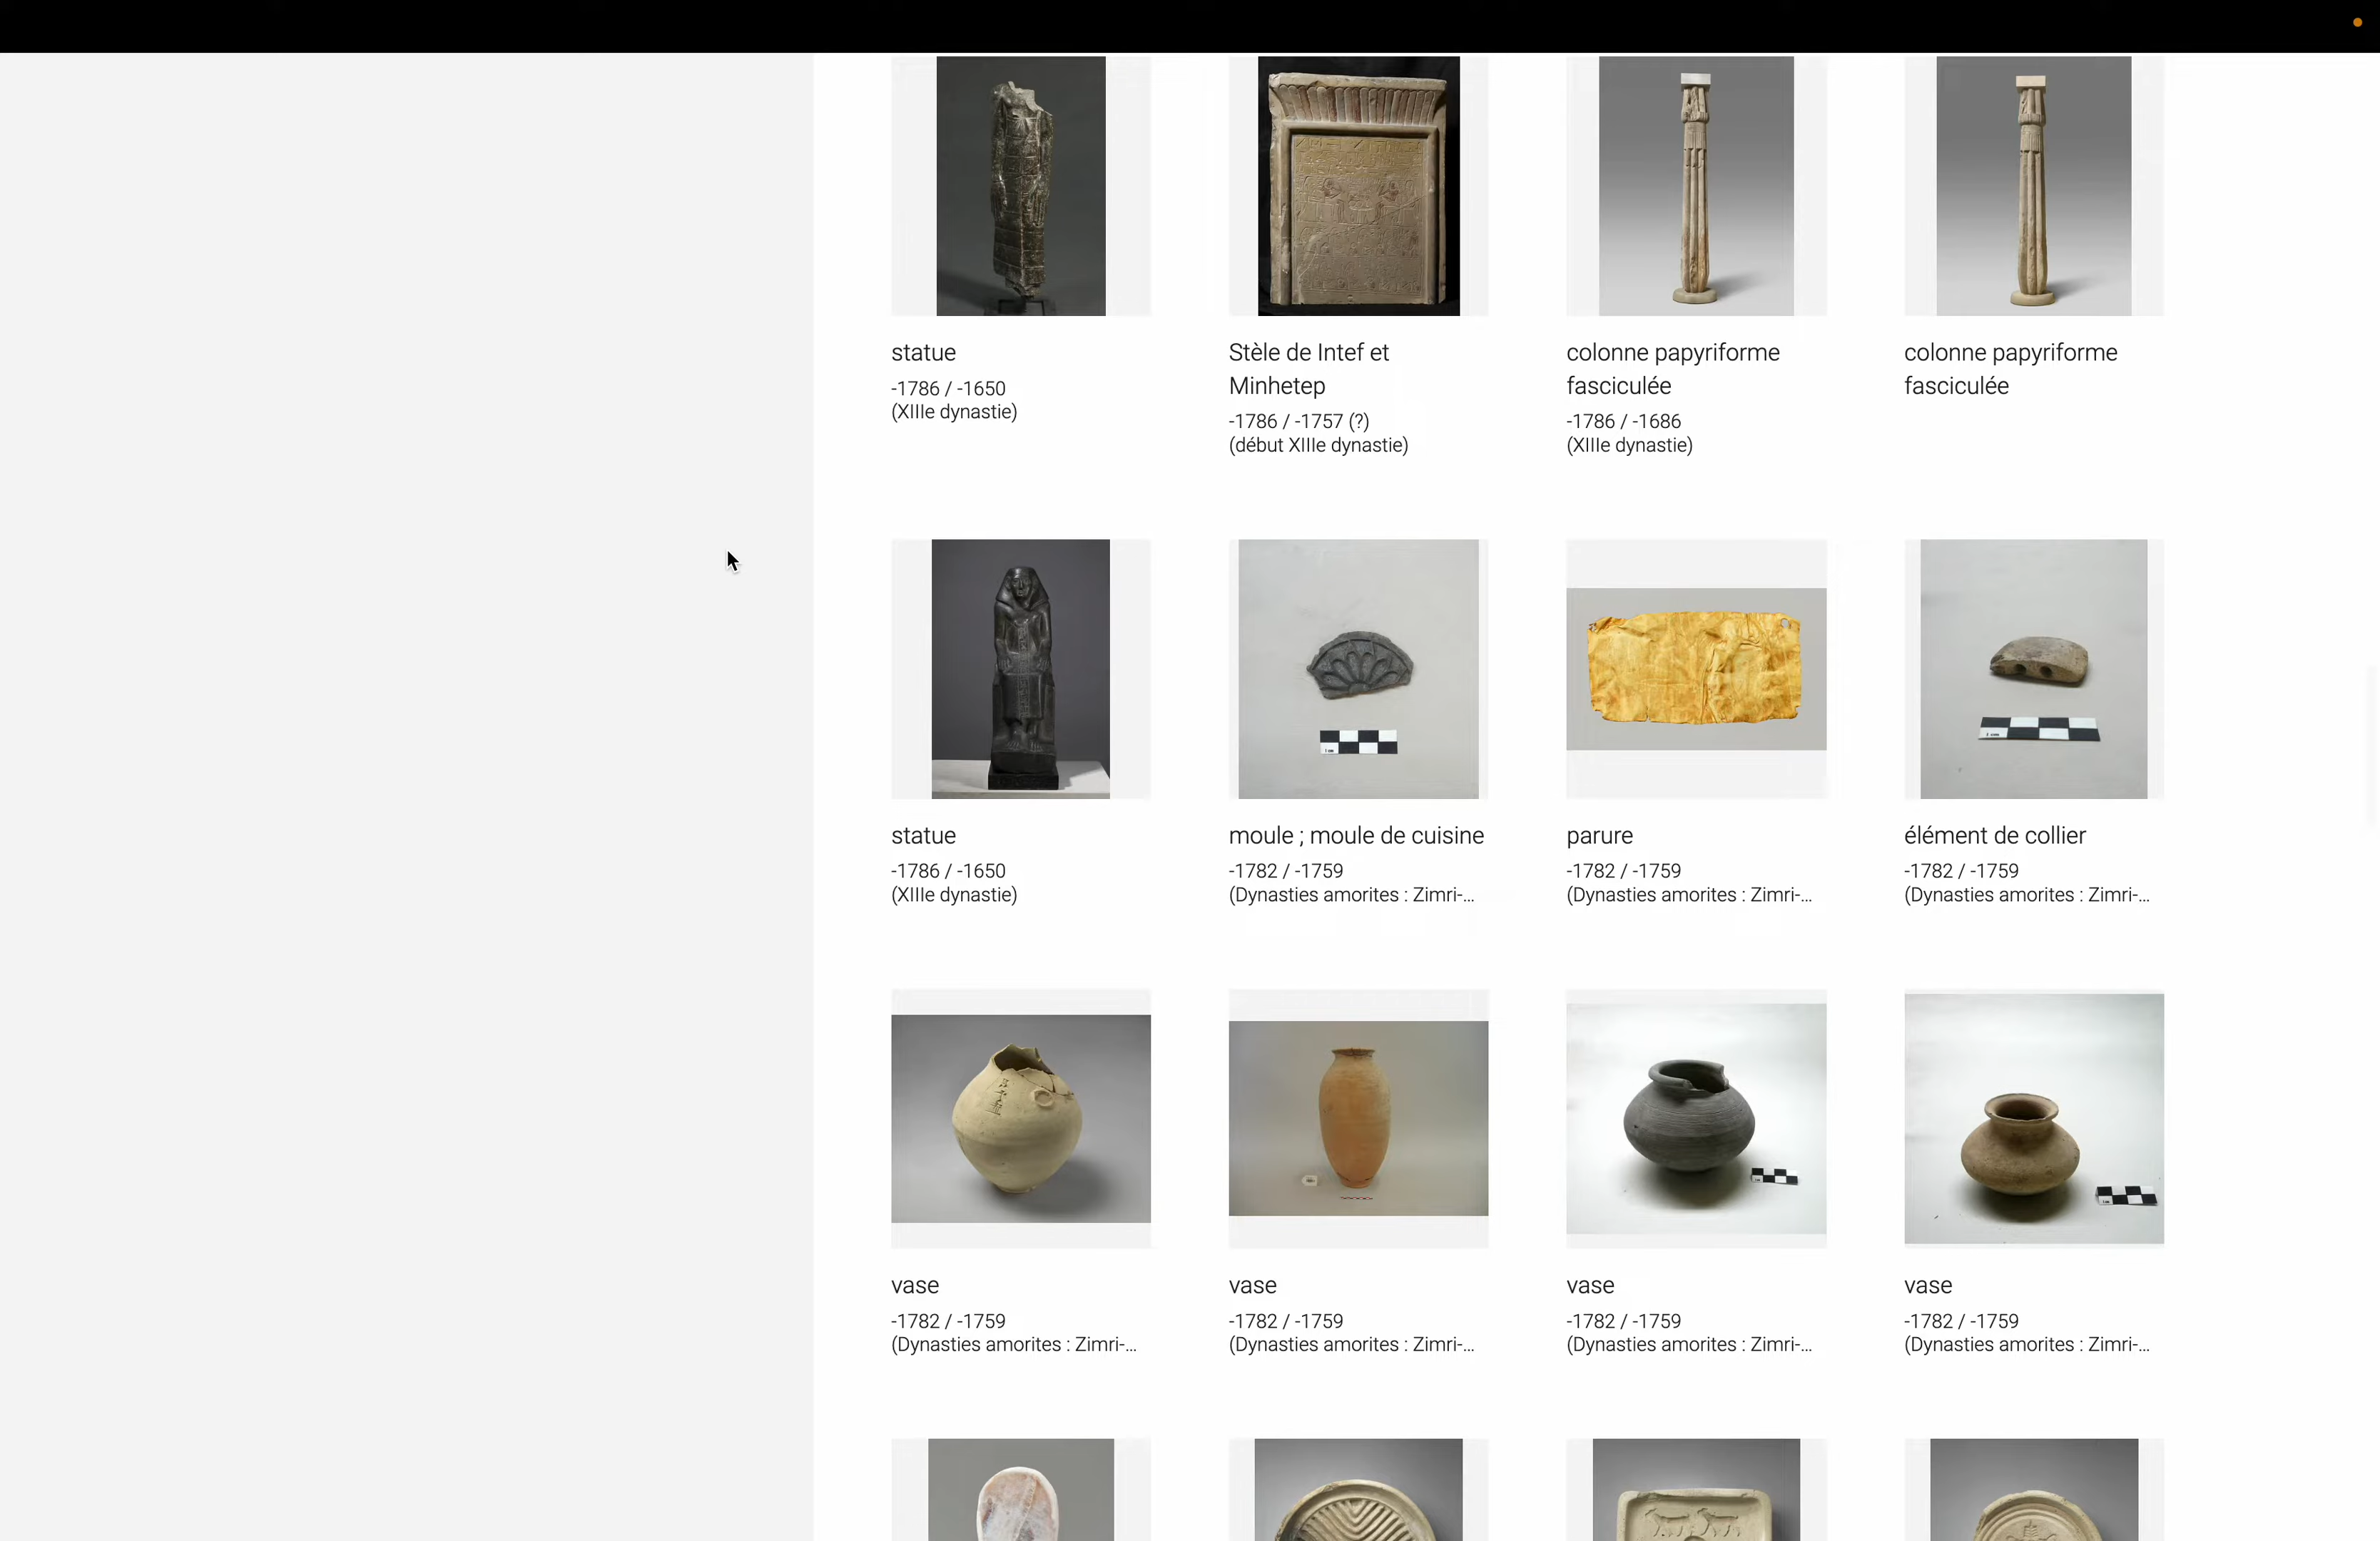 statue
-1786 / -1650
(XIIIe dynastie)
Stèle de Intef et
Minhetep
-1786 / -1757 (?)
(début XIIIe dynastie)
colonne papyriforme
fasciculée
-1786 / -1686
(XIIIe dynastie)
colonne papyriforme
fasciculée
statue
-1786 / -1650
(XIIIe dynastie)
moule ; moule de cuisine
-1782 / -1759
(Dynasties amorites : Zimri-...
parure
-1782 / -1759
(Dynasties amorites : Zimri-...
élément de collier
-1782 / -1759
(Dynasties amorites : Zimri-...
vase
-1782 / -1759
(Dynasties amorites : Zimri-...
vase
-1782 / -1759
(Dynasties amorites : Zimri-...
vase
-1782 / -1759
(Dynasties amorites : Zimri-...
vase
-1782 / -1759
(Dynasties amorites : Zimri-...